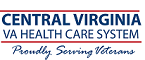 CENTRAL VIRGINIA
VA HEALTH CARE SYSTEM
Proudly Serving Veterans